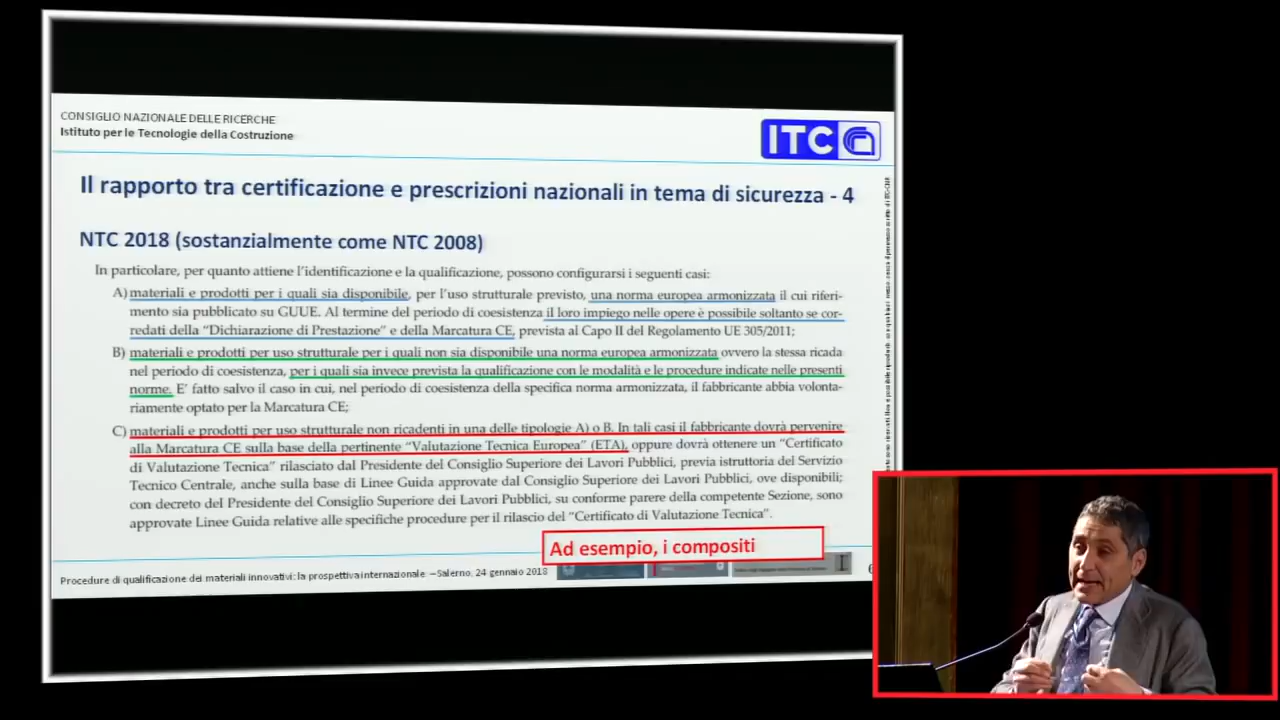 CONSIGLIO NAZIONALE DELLE RICERCHE
Istituto per le Tecnologie della Costruzione
ITC
Il rapporto tra certificazione e prescrizioni nazionali in tema di sicurezza - 4
NTC 2018 (sostanzialmente come NTC 2008)
In particolare, per quanto attiene l'identificazione e la qualificazione, possono configurarsi i seguenti casi:
A) materiali e prodotti per i quali sia disponibile, per l'uso strutturale previsto, una norma europea armonizzata il cui riferi-
mento sia pubblicato su GUUE. Al termine del periodo di coesistenza il loro impiego nelle opere è possibile soltanto se cor-
redati della "Dichiarazione di Prestazione" e della Marcatura CE, prevista al Capo II del Regolamento UE 305/2011;
B) materiali e prodotti per uso strutturale per i quali non sia disponibile una norma europea armonizzata ovvero la stessa ricada
nel periodo di coesistenza, per i quali sia invece prevista la qualificazione con le modalità e le procedure indicate nelle presenti
norme. E' fatto salvo il caso in cui, nel periodo di coesistenza della specifica norma armonizzata, il fabbricante abbia volonta-
riamente optato per la Marcatura CE;
C) materiali e prodotti per uso strutturale non ricadenti in una delle tipologie A) o B. In tali casi il fabbricante dovrà pervenire
alla Marcatura CE sulla base della pertinente "Valutazione Tecnica Europea" (ETA), oppure dovrà ottenere un "Certificato
di Valutazione Tecnica" rilasciato dal Presidente del Consiglio Superiore dei Lavori Pubblici, previa istruttoria del Servizio
Tecnico Centrale, anche sulla base di Linee Guida approvate dal Consiglio Superiore dei Lavori Pubblici, ove disponibili;
con decreto del Presidente del Consiglio Superiore dei Lavori Pubblici, su conforme parere della competente Sezione, sono
approvate Linee Guida relative alle specifiche procedure per il rilascio del "Certificato di Valutazione Tecnica".
Ad esempio, i compositi
Procedure di qualificazione dei materiali innovativi: la prospettiva internazionale – Salerno, 24 gennaio 2018